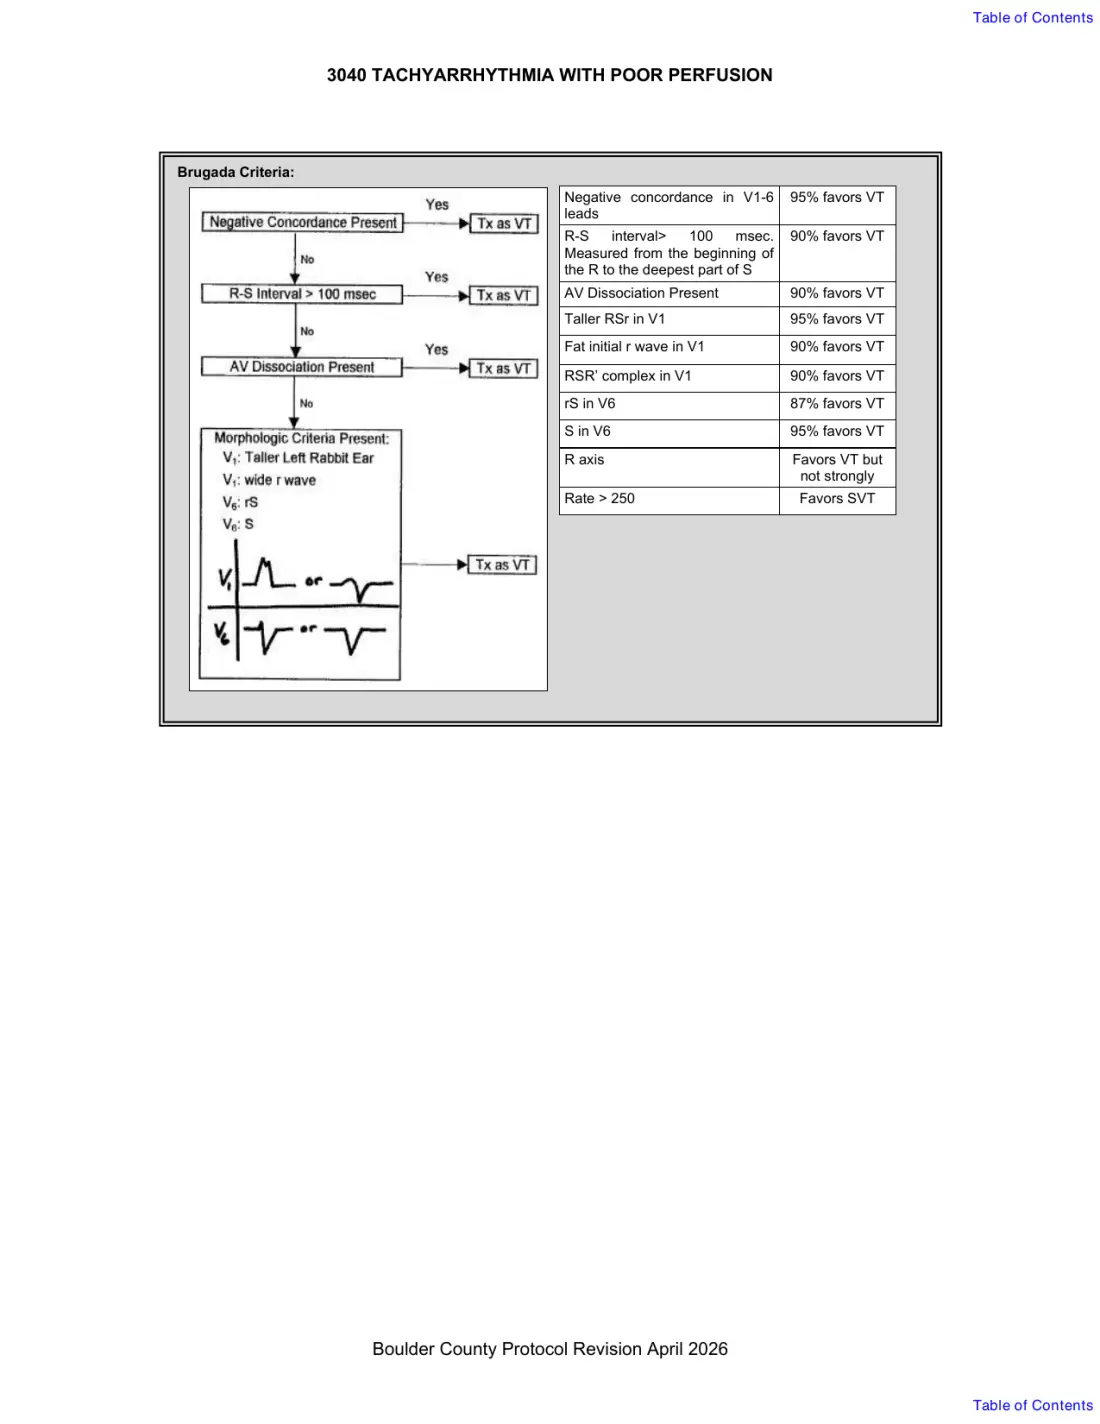 Table of Contents
3040 TACHYARRHYTHMIA WITH POOR PERFUSION
Brugada Criteria:
Negative Concordance Present
Yes
Tx as VT
No
R-S Interval > 100 msec
Yes
Tx as VT
No
AV Dissociation Present
Yes
Tx as VT
No
Morphologic Criteria Present:
V₁: Taller Left Rabbit Ear
V₁: wide r wave
V₆: rS
V₆: S
V₁ or
V₆ or
Tx as VT
Negative concordance in V1-6
leads
95% favors VT
R-S interval> 100 msec.
Measured from the beginning of
the R to the deepest part of S
90% favors VT
AV Dissociation Present
90% favors VT
Taller RSr in V1
95% favors VT
Fat initial r wave in V1
90% favors VT
RSR’ complex in V1
90% favors VT
rS in V6
87% favors VT
S in V6
95% favors VT
R axis
Favors VT but
not strongly
Rate > 250
Favors SVT
Boulder County Protocol Revision April 2026
Table of Contents